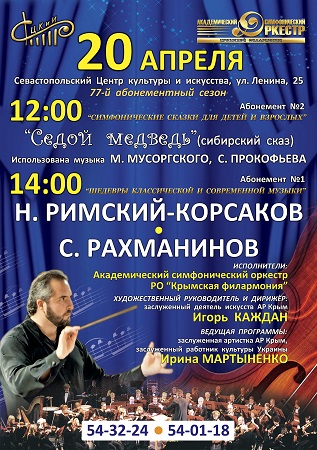 ЦКИИ
АКАДЕМИЧЕСКИЙ СИМФОНИЧЕСКИЙ
ОРКЕСТР
КРЫМСКОЙ ФИЛАРМОНИИ
20 АПРЕЛЯ
Севастопольский Центр культуры и искусства, ул. Ленина, 25
77-й абонементный сезон
12:00 Абонемент №2
"СИМФОНИЧЕСКИЕ СКАЗКИ ДЛЯ ДЕТЕЙ И ВЗРОСЛЫХ"
"Седой медведь" (сибирский сказ)
Использована музыка М. МУСОРГСКОГО, С. ПРОКОФЬЕВА
14:00 Абонемент №1
"ШЕДЕВРЫ КЛАССИЧЕСКОЙ И СОВРЕМЕННОЙ МУЗЫКИ"
Н. РИМСКИЙ-КОРСАКОВ
•
С. РАХМАНИНОВ
ИСПОЛНИТЕЛИ:
Академический симфонический оркестр
РО "Крымская филармония"
ХУДОЖЕСТВЕННЫЙ РУКОВОДИТЕЛЬ И ДИРИЖЁР:
заслуженный деятель искусств АР Крым
Игорь КАЖДАН
ВЕДУЩАЯ ПРОГРАММЫ:
заслуженная артистка АР Крым,
заслуженный работник культуры Украины
Ирина МАРТЫНЕНКО
54-32-24 • 54-01-18